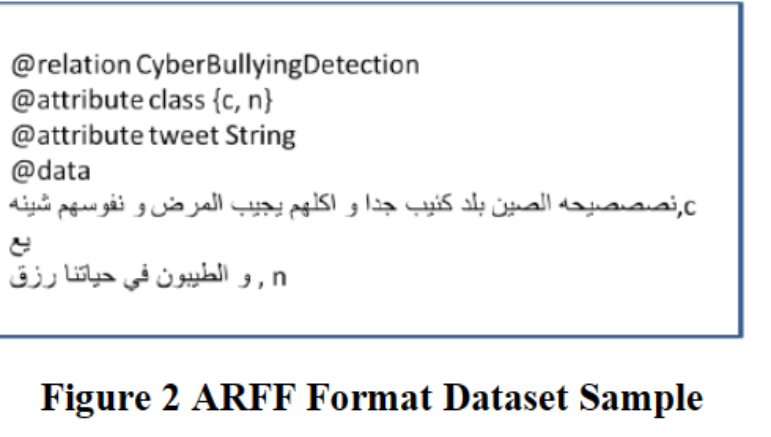 @relation CyberBullyingDetection
@attribute class {c, n}
@attribute tweet String
@data
c,نصصصيحه الصين بلد كئيب جدا و اكلهم يجيب المرض و نفوسهم شينه
يع
n , و الطيبون في حياتنا رزق
Figure 2 ARFF Format Dataset Sample